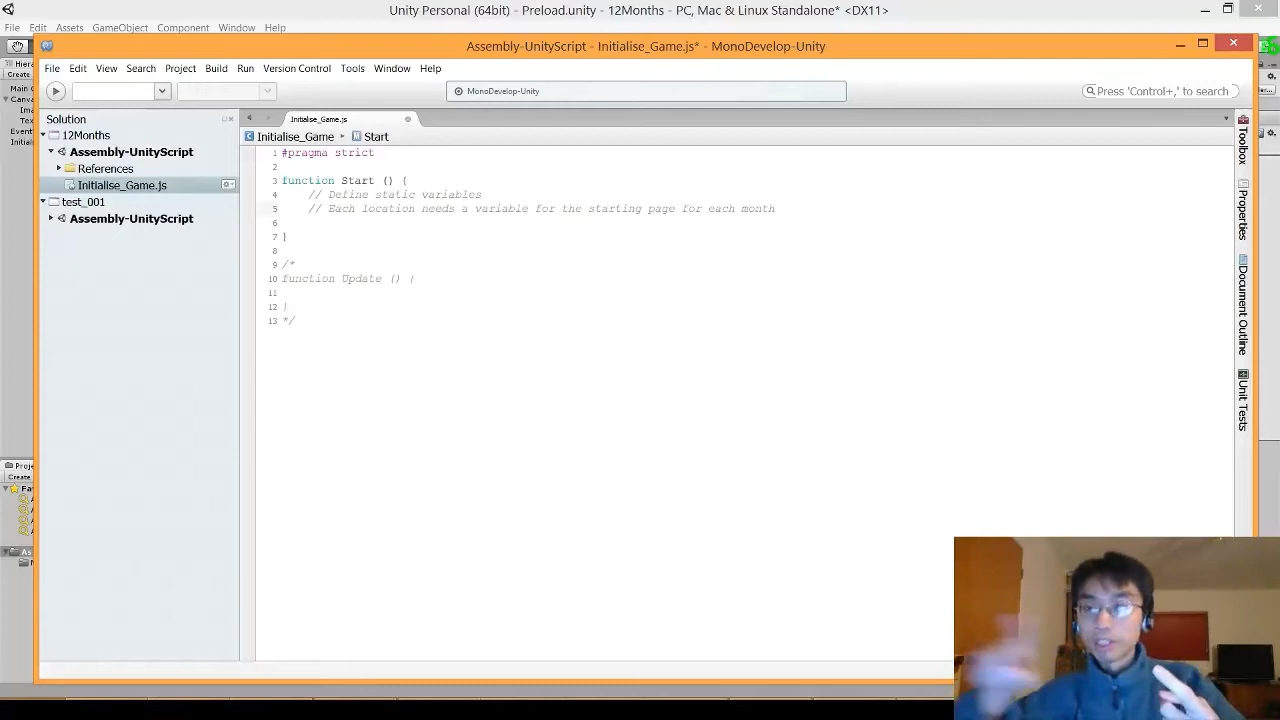 Unity Personal (64bit) - Preload.unity - 12Months - PC, Mac & Linux Standalone* <DX11>
File Edit Assets GameObject Component Window Help
Assembly-UnityScript - Initialise_Game.js* - MonoDevelop-Unity
File Edit View Search Project Build Run Version Control Tools Window Help
MonoDevelop-Unity
Press 'Control+,' to search
Solution
12Months
Assembly-UnityScript
References
Initialise_Game.js
test_001
Assembly-UnityScript
Initialise_Game.js
Initialise_Game Start
1 #pragma strict
2
3 function Start () {
4 // Define static variables
5 // Each location needs a variable for the starting page for each month
6
7 }
8
9 /*
10 function Update () {
11
12 }
13 */
Toolbox
Properties
Document Outline
Unit Tests
Create
Main
Canv
Create